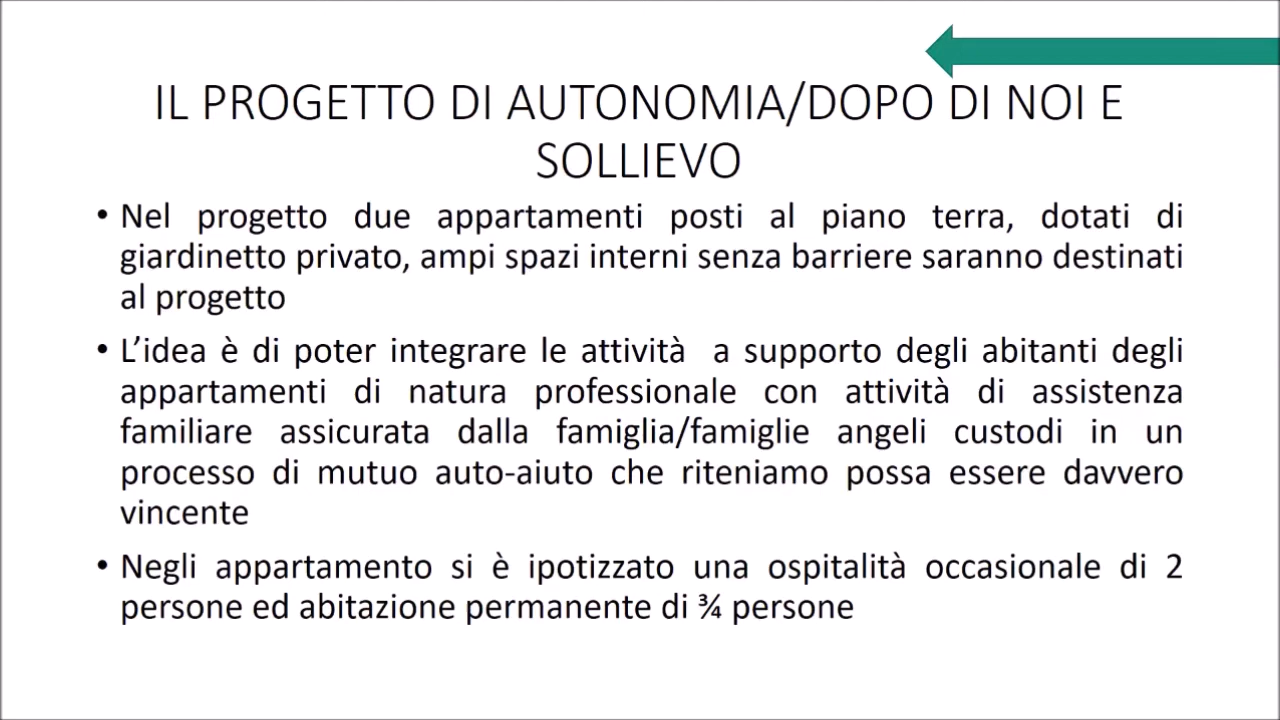 IL PROGETTO DI AUTONOMIA/DOPO DI NOI E
SOLLIEVO
• Nel progetto due appartamenti posti al piano terra, dotati di
giardinetto privato, ampi spazi interni senza barriere saranno destinati
al progetto
• L’idea è di poter integrare le attività  a supporto degli abitanti degli
appartamenti di natura professionale con attività di assistenza
familiare assicurata dalla famiglia/famiglie angeli custodi in un
processo di mutuo auto-aiuto che riteniamo possa essere davvero
vincente
• Negli appartamento si è ipotizzato una ospitalità occasionale di 2
persone ed abitazione permanente di ¾ persone